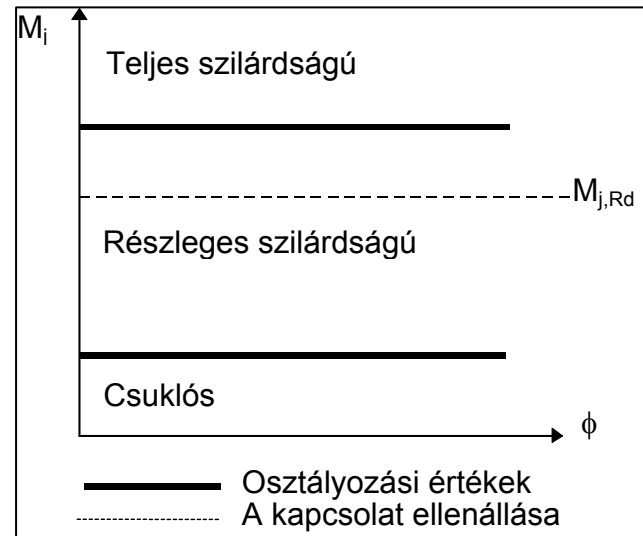 Mi
Teljes szilárdságú
Mj,Rd
Részleges szilárdságú
Csuklós
ϕ
Osztályozási értékek
A kapcsolat ellenállása